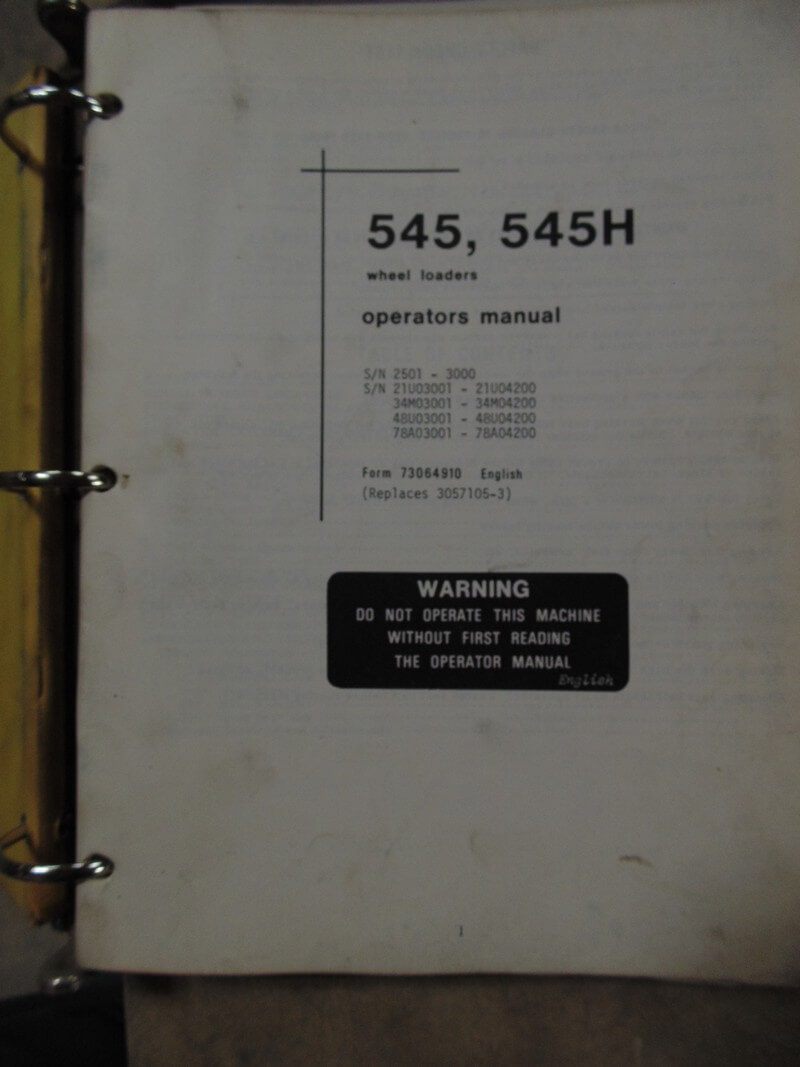 545, 545H
wheel loaders
operators manual
S/N 2501 - 3000
S/N 21U03001 - 21U04200
34M03001 - 34M04200
48U03001 - 48U04200
78A03001 - 78A04200
Form 73064910 English
(Replaces 3057105-3)
WARNING
DO NOT OPERATE THIS MACHINE
WITHOUT FIRST READING
THE OPERATOR MANUAL
English
1